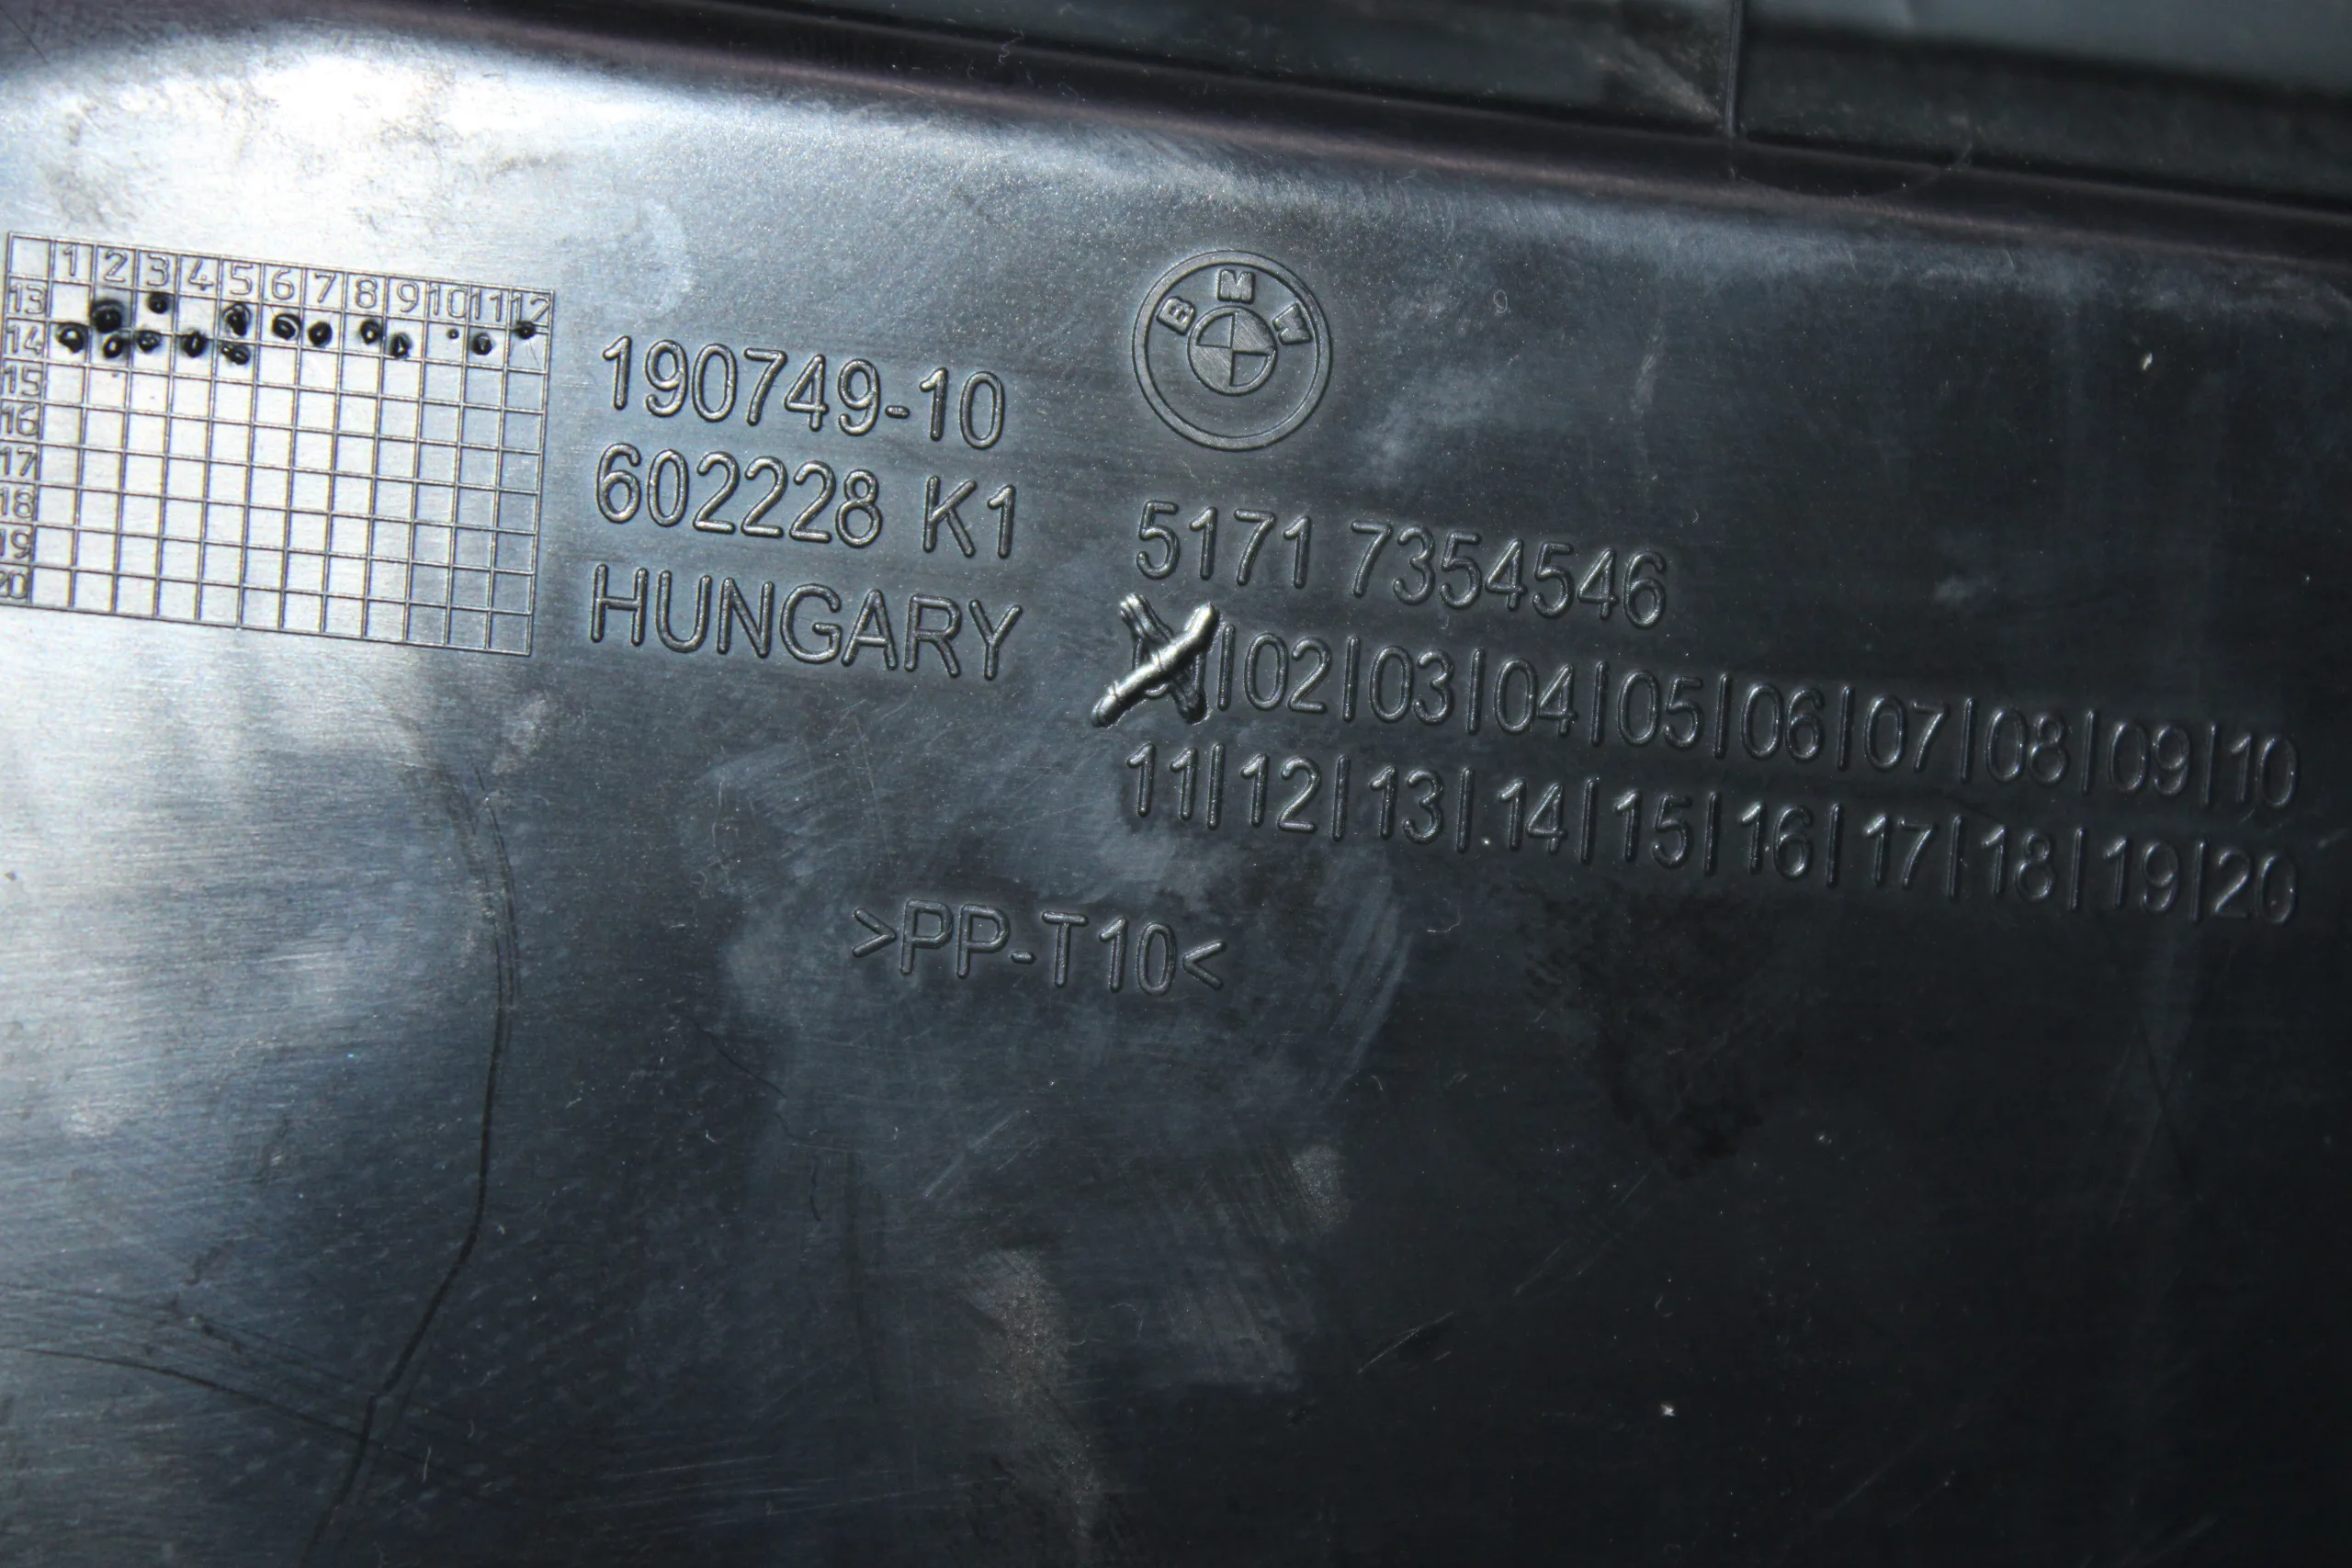 1 2 3 4 5 6 7 8 9 10 11 12
13
14
15
16
17
18
19
20
190749-10
602228 K1
HUNGARY
BMW
5171 7354546
|02|03|04|05|06|07|08|09|10
11|12|13|14|15|16|17|18|19|20
>PP-T10<